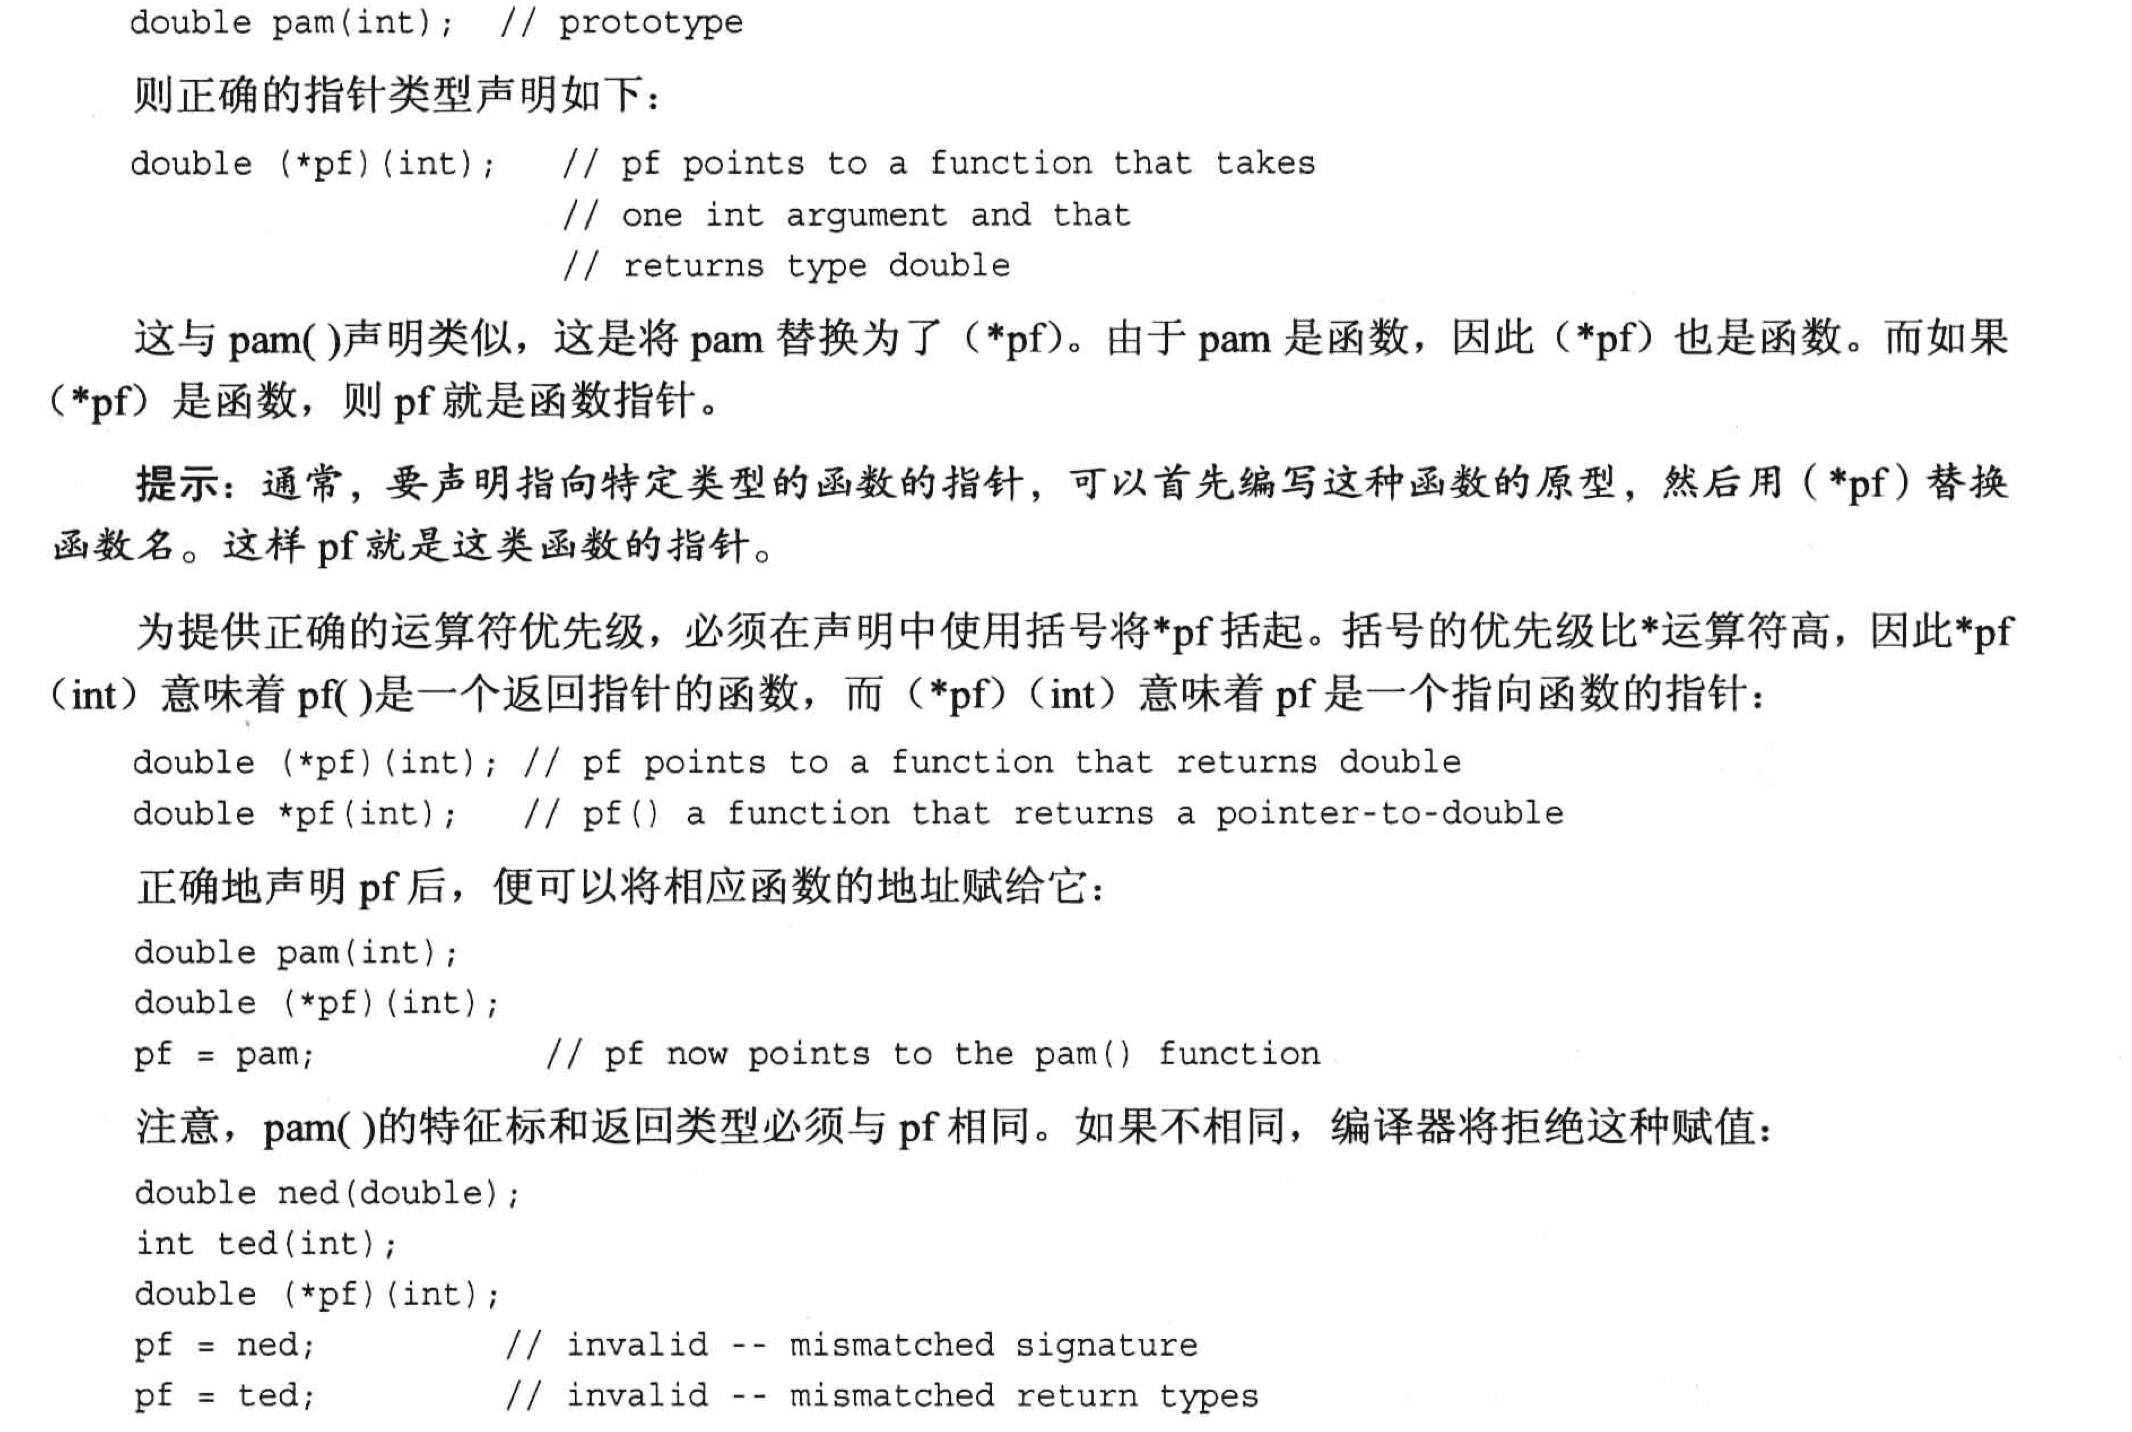 double pam(int);  // prototype
则正确的指针类型声明如下：
double (*pf)(int);   // pf points to a function that takes
// one int argument and that
// returns type double
这与 pam( )声明类似，这是将 pam 替换为了（*pf）。由于 pam 是函数，因此（*pf）也是函数。而如果
（*pf）是函数，则 pf 就是函数指针。
提示：通常，要声明指向特定类型的函数的指针，可以首先编写这种函数的原型，然后用（*pf）替换
函数名。这样 pf 就是这类函数的指针。
为提供正确的运算符优先级，必须在声明中使用括号将*pf 括起。括号的优先级比*运算符高，因此*pf
（int）意味着 pf( )是一个返回指针的函数，而（*pf）（int）意味着 pf 是一个指向函数的指针：
double (*pf)(int); // pf points to a function that returns double
double *pf(int);   // pf() a function that returns a pointer-to-double
正确地声明 pf 后，便可以将相应函数的地址赋给它：
double pam(int);
double (*pf)(int);
pf = pam;            // pf now points to the pam() function
注意，pam( )的特征标和返回类型必须与 pf 相同。如果不相同，编译器将拒绝这种赋值：
double ned(double);
int ted(int);
double (*pf)(int);
pf = ned;          // invalid -- mismatched signature
pf = ted;          // invalid -- mismatched return types